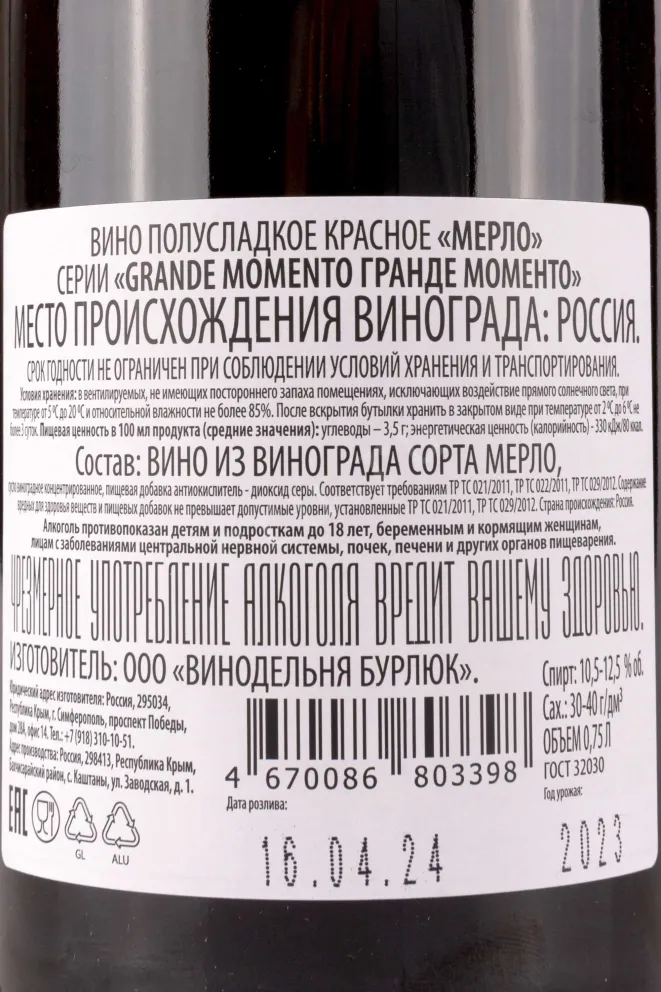 ВИНО ПОЛУСЛАДКОЕ КРАСНОЕ «МЕРЛО»
СЕРИИ «GRANDE MOMENTO ГРАНДЕ МОМЕНТО»
МЕСТО ПРОИСХОЖДЕНИЯ ВИНОГРАДА: РОССИЯ.
СРОК ГОДНОСТИ НЕ ОГРАНИЧЕН ПРИ СОБЛЮДЕНИИ УСЛОВИЙ ХРАНЕНИЯ И ТРАНСПОРТИРОВАНИЯ.
Условия хранения: в вентилируемых, не имеющих постороннего запаха помещениях, исключающих воздействие прямого солнечного света, при
температуре от 5 ºС до 20 ºС и относительной влажности не более 85%. После вскрытия бутылки хранить в закрытом виде при температуре от 2 ºС до 6 ºС не
более 3 суток. Пищевая ценность в 100 мл продукта (средние значения): углеводы – 3,5 г; энергетическая ценность (калорийность) - 330 кДж/80 ккал.
Состав: ВИНО ИЗ ВИНОГРАДА СОРТА МЕРЛО,
сусло виноградное концентрированное, пищевая добавка антиокислитель - диоксид серы. Соответствует требованиям ТР ТС 021/2011, ТР ТС 022/2011, ТР ТС 029/2012. Содержание
вредных для здоровья веществ и пищевых добавок не превышает допустимые уровни, установленные ТР ТС 021/2011, ТР ТС 029/2012. Страна происхождения: Россия.
Алкоголь противопоказан детям и подросткам до 18 лет, беременным и кормящим женщинам,
лицам с заболеваниями центральной нервной системы, почек, печени и других органов пищеварения.
ЧРЕЗМЕРНОЕ УПОТРЕБЛЕНИЕ АЛКОГОЛЯ ВРЕДИТ ВАШЕМУ ЗДОРОВЬЮ.
ИЗГОТОВИТЕЛЬ: ООО «ВИНОДЕЛЬНЯ БУРЛЮК».
Юридический адрес изготовителя: Россия, 295034,
Республика Крым, г. Симферополь, проспект Победы,
дом 28А, офис 14. Тел.: +7 (918) 310-10-51.
Адрес производства: Россия, 298413, Республика Крым,
Бахчисарайский район, с. Каштаны, ул. Заводская, д. 1.
Спирт: 10,5-12,5 % об.
Сах.: 30-40 г/дм³
ОБЪЕМ 0,75 Л
ГОСТ 32030
Год урожая:
2023
4 670086 803398
Дата розлива:
16.04.24
EAC
GL
ALU